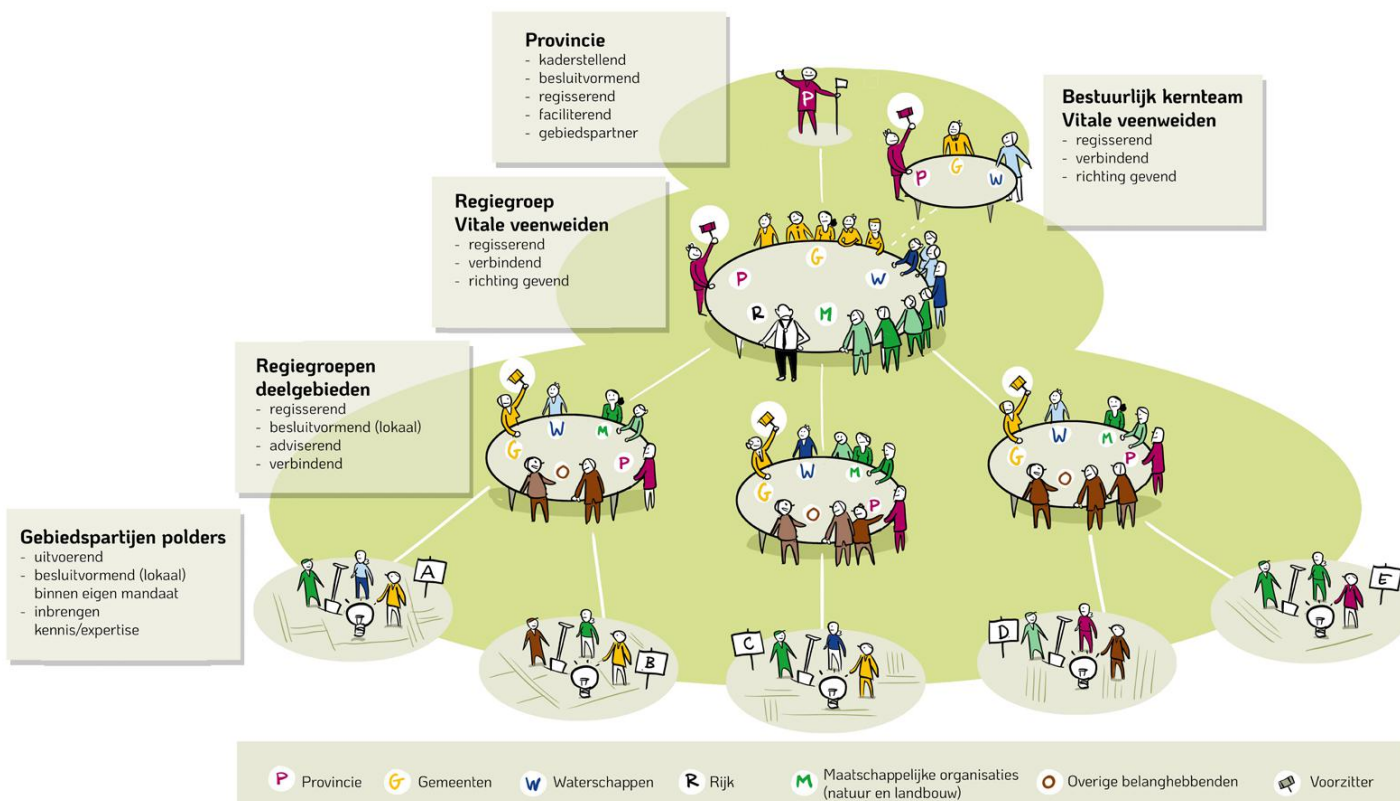 Provincie
- kaderstellend
- besluitvormend
- regisserend
- faciliterend
- gebiedspartner
P
Bestuurlijk kernteam
Vitale veenweiden
- regisserend
- verbindend
- richting gevend
P
G
W
Regiegroep
Vitale veenweiden
- regisserend
- verbindend
- richting gevend
P
G
W
R
M
Regiegroepen
deelgebieden
- regisserend
- besluitvormend (lokaal)
- adviserend
- verbindend
G
W
M
O
P
G
W
M
O
P
G
W
M
O
P
Gebiedspartijen polders
- uitvoerend
- besluitvormend (lokaal)
binnen eigen mandaat
- inbrengen
kennis/expertise
A
B
C
D
E
P Provincie
G Gemeenten
W Waterschappen
R Rijk
M Maatschappelijke organisaties
(natuur en landbouw)
O Overige belanghebbenden
Voorzitter